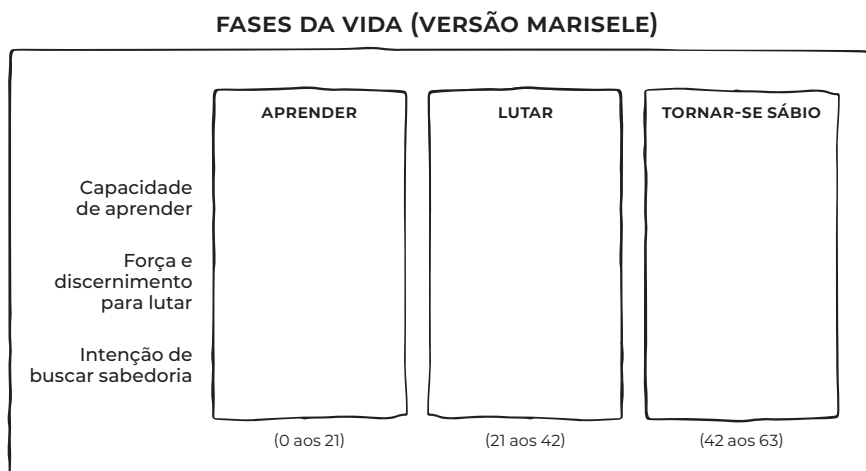 FASES DA VIDA (VERSÃO MARISELE)
APRENDER
LUTAR
TORNAR-SE SÁBIO
Capacidade
de aprender
Força e
discernimento
para lutar
Intenção de
buscar sabedoria
(0 aos 21)
(21 aos 42)
(42 aos 63)